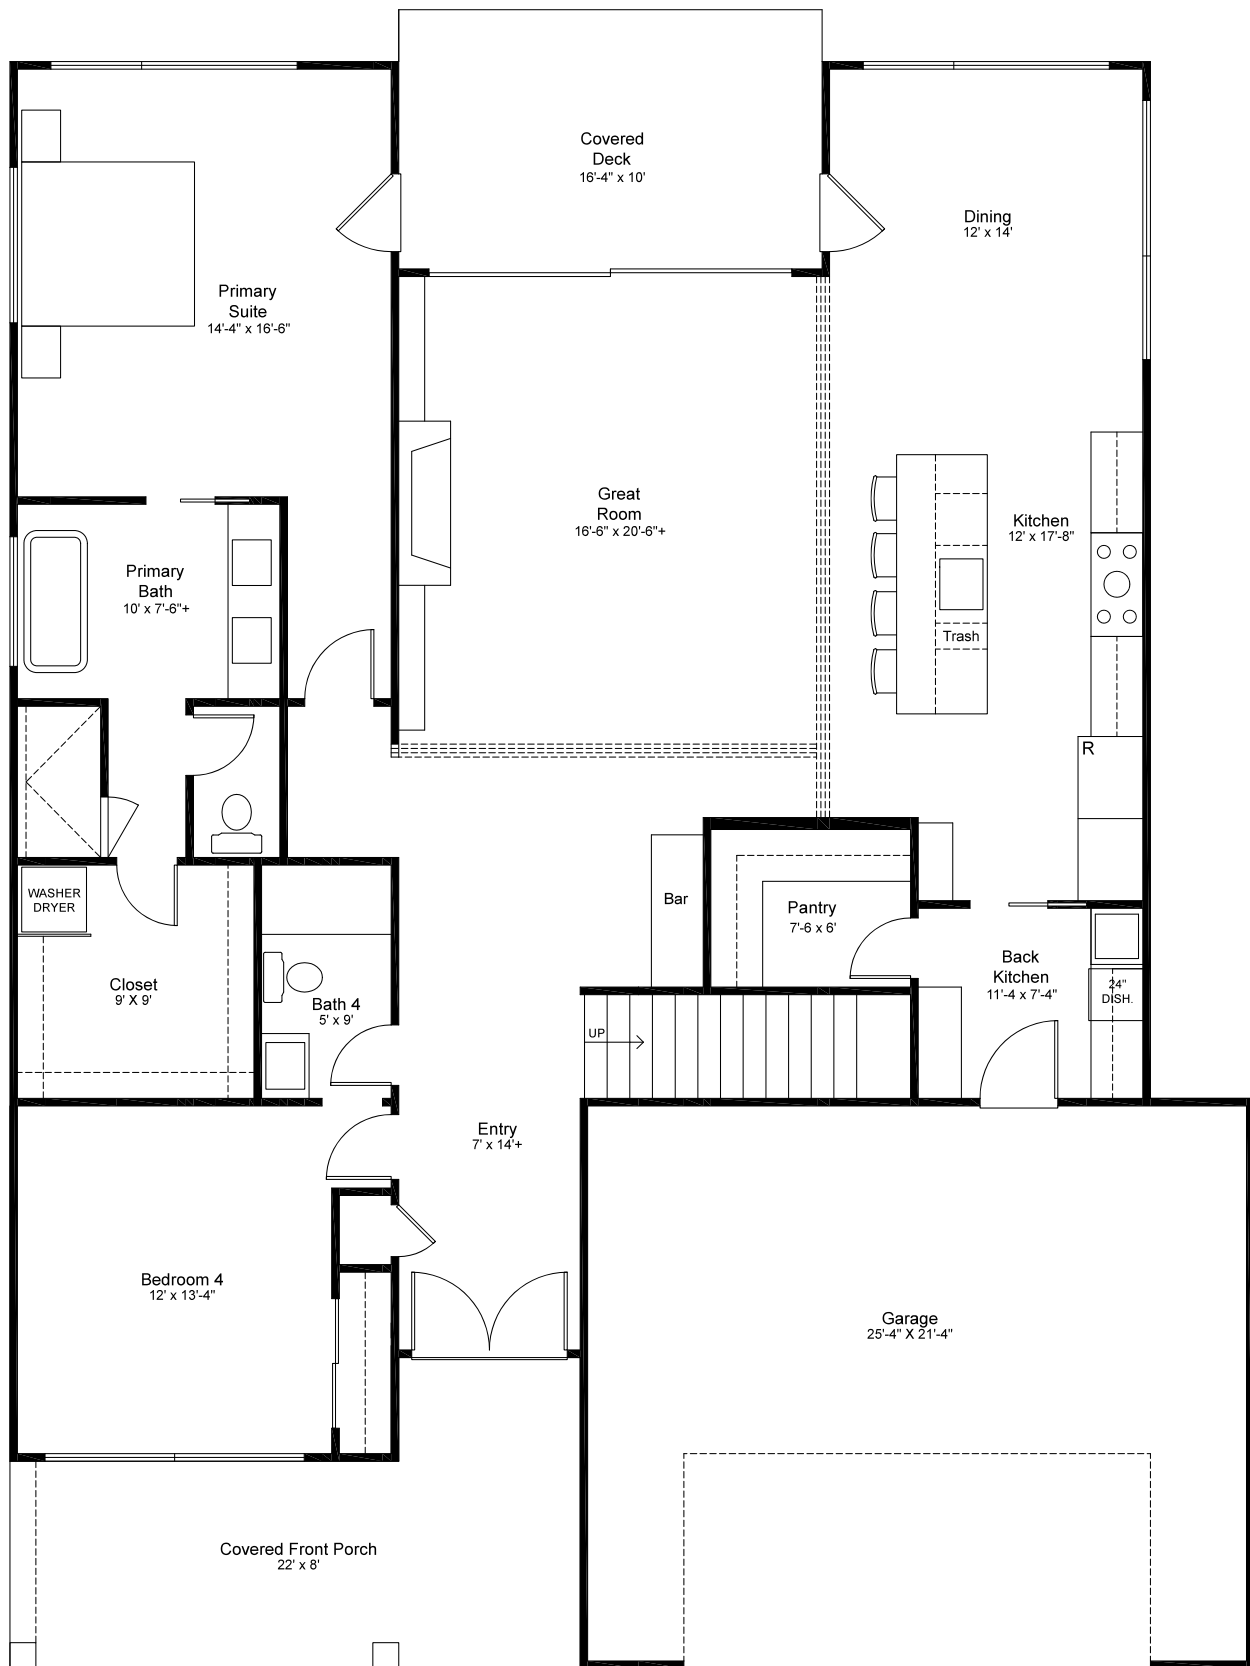 Covered
Deck
16'-4" x 10'
Dining
12' x 14'
Primary
Suite
14'-4" x 16'-6"
Great
Room
16'-6" x 20'-6"+
Kitchen
12' x 17'-8"
Primary
Bath
10' x 7'-6"+
Trash
R
WASHER
DRYER
Bar
Pantry
7'-6 x 6'
Closet
9' X 9'
Back
Kitchen
11'-4 x 7'-4"
24"
DISH.
Bath 4
5' x 9'
UP
Entry
7' x 14'+
Bedroom 4
12' x 13'-4"
Garage
25'-4" X 21'-4"
Covered Front Porch
22' x 8'